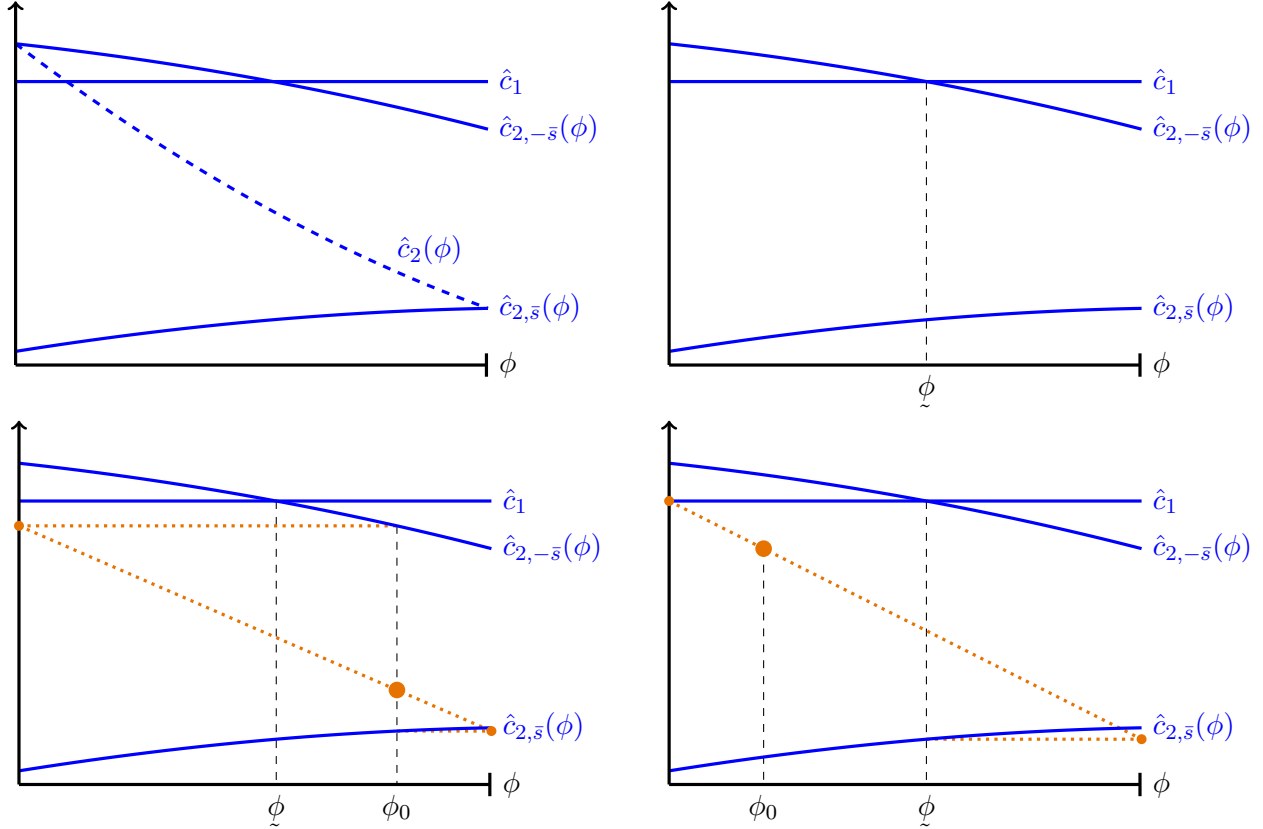 ĉ₁
ĉ₂,₋s̄(ϕ)
ĉ₂(ϕ)
ĉ₂,s̄(ϕ)
ϕ
ĉ₁
ĉ₂,₋s̄(ϕ)
ĉ₂,s̄(ϕ)
ϕ
ϕ̰
ĉ₁
ĉ₂,₋s̄(ϕ)
ĉ₂,s̄(ϕ)
ϕ
ϕ̰ ϕ₀
ĉ₁
ĉ₂,₋s̄(ϕ)
ĉ₂,s̄(ϕ)
ϕ
ϕ₀ ϕ̰